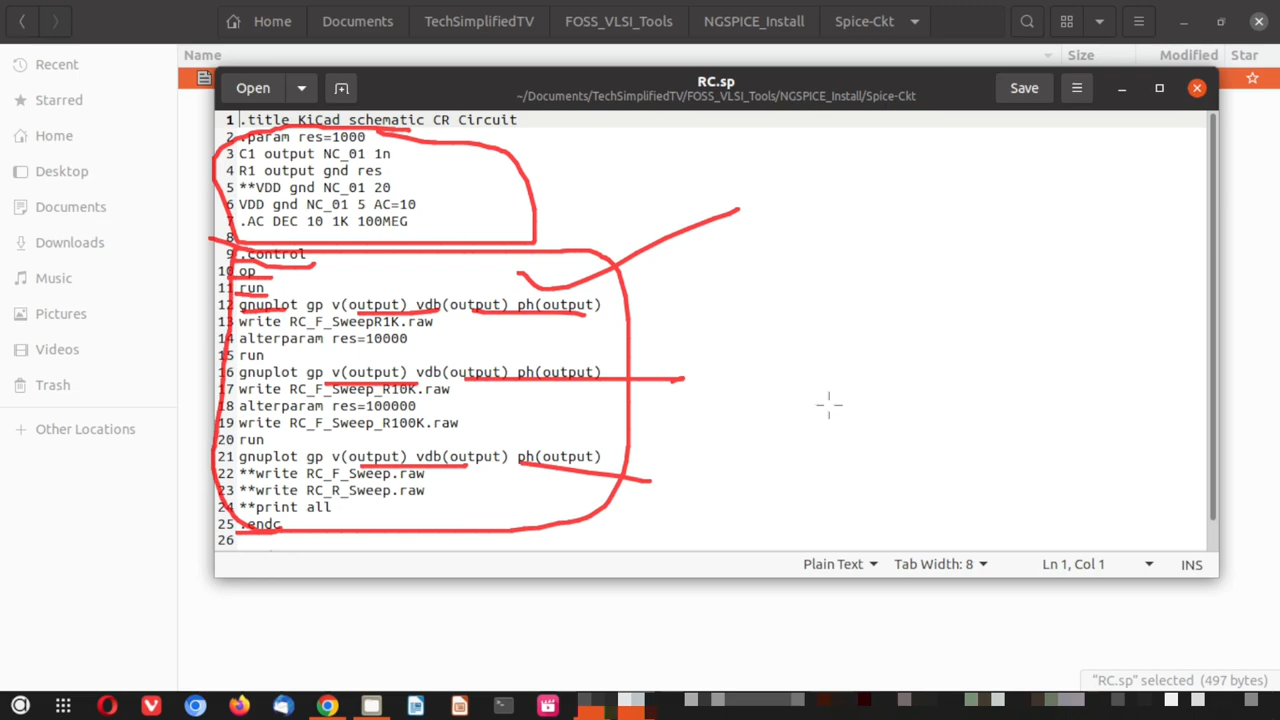 Home
Documents
TechSimplifiedTV
FOSS_VLSI_Tools
NGSPICE_Install
Spice-Ckt
Name
Size
Modified
Star
Recent
Starred
Home
Desktop
Documents
Downloads
Music
Pictures
Videos
Trash
Other Locations
Open
RC.sp
~/Documents/TechSimplifiedTV/FOSS_VLSI_Tools/NGSPICE_Install/Spice-Ckt
Save
1 .title KiCad schematic CR Circuit
2 .param res=1000
3 C1 output NC_01 1n
4 R1 output gnd res
5 **VDD gnd NC_01 20
6 VDD gnd NC_01 5 AC=10
7 .AC DEC 10 1K 100MEG
8
9 .control
10 op
11 run
12 gnuplot gp v(output) vdb(output) ph(output)
13 write RC_F_SweepR1K.raw
14 alterparam res=10000
15 run
16 gnuplot gp v(output) vdb(output) ph(output)
17 write RC_F_Sweep_R10K.raw
18 alterparam res=100000
19 write RC_F_Sweep_R100K.raw
20 run
21 gnuplot gp v(output) vdb(output) ph(output)
22 **write RC_F_Sweep.raw
23 **write RC_R_Sweep.raw
24 **print all
25 .endc
26
Plain Text
Tab Width: 8
Ln 1, Col 1
INS
"RC.sp" selected (497 bytes)